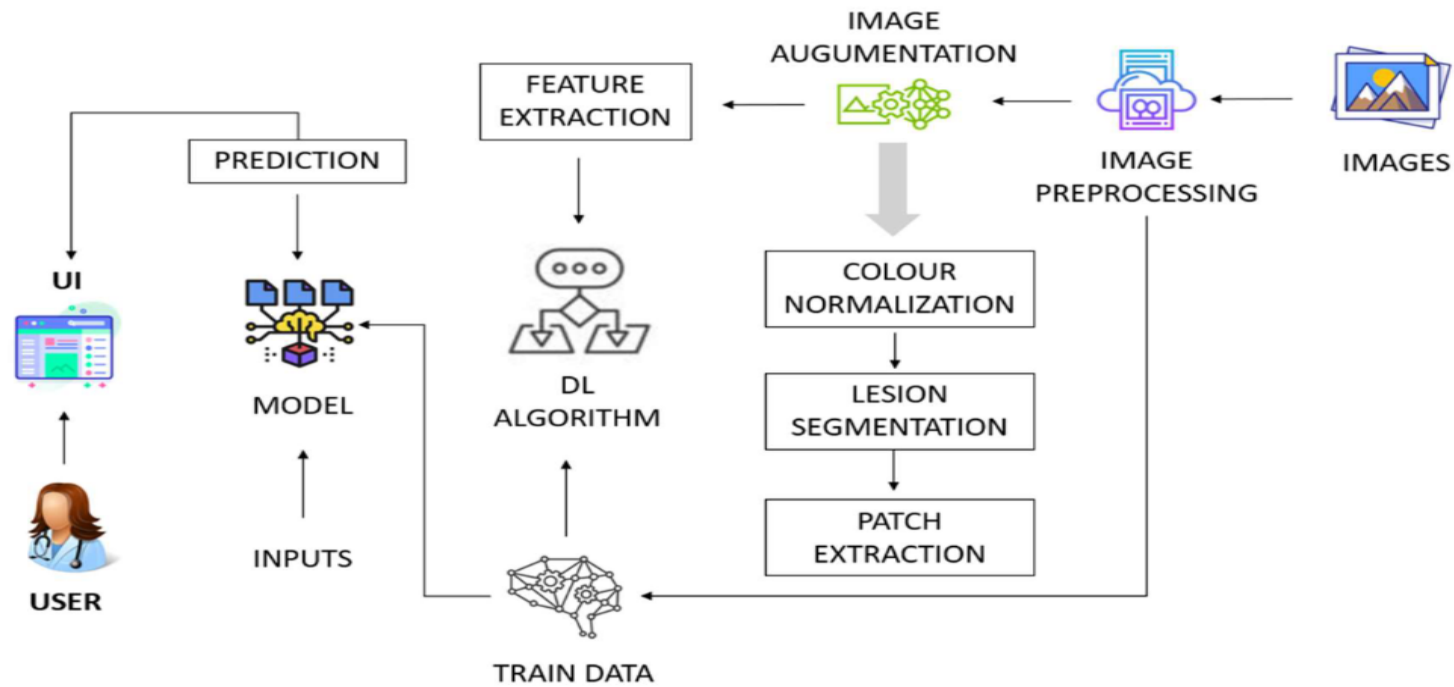 IMAGE
AUGUMENTATION
FEATURE
EXTRACTION
PREDICTION
IMAGE
PREPROCESSING
IMAGES
UI
COLOUR
NORMALIZATION
MODEL
DL
ALGORITHM
LESION
SEGMENTATION
PATCH
EXTRACTION
INPUTS
USER
TRAIN DATA